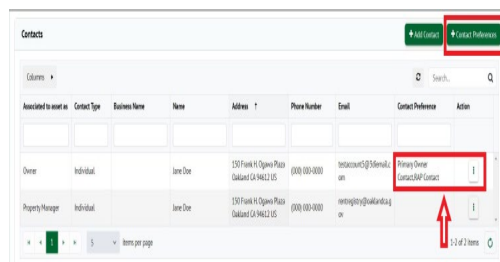 Contacts
+ Add Contact
+ Contact Preferences
Columns
Search..
Associated to asset as Contact Type Business Name Name Address ↑ Phone Number Email Contact Preference Action
Owner Individual Jane Doe 150 Frank H. Ogawa Plaza Oakland CA 94612 US (000) 000-0000 Primary Owner Contact,RAP Contact
Property Manager Individual Jane Doe 150 Frank H. Ogawa Plaza Oakland CA 94612 US (000) 000-0000 rentregistry@oaklandca.g
ov
1 5 items per page 1-2 of 2 items